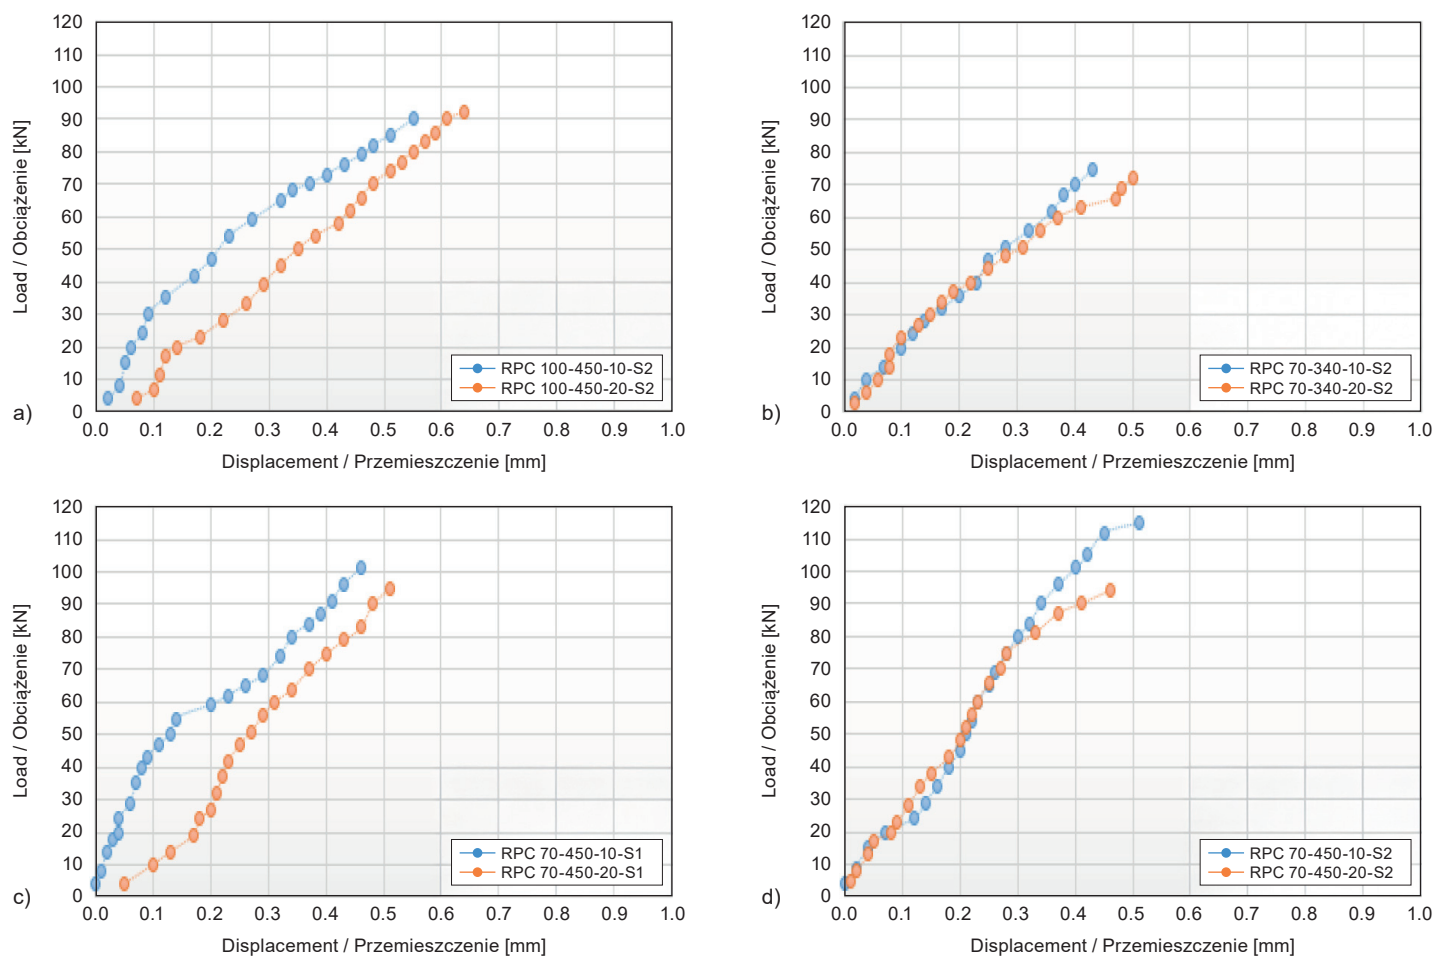 120
110
100
90
80
70
60
50
40
30
20
10
0
Load / Obciążenie [kN]
RPC 100-450-10-S2
RPC 100-450-20-S2
a)
0.0 0.1 0.2 0.3 0.4 0.5 0.6 0.7 0.8 0.9 1.0
Displacement / Przemieszczenie [mm]
120
110
100
90
80
70
60
50
40
30
20
10
0
Load / Obciążenie [kN]
RPC 70-340-10-S2
RPC 70-340-20-S2
b)
0.0 0.1 0.2 0.3 0.4 0.5 0.6 0.7 0.8 0.9 1.0
Displacement / Przemieszczenie [mm]
120
110
100
90
80
70
60
50
40
30
20
10
0
Load / Obciążenie [kN]
RPC 70-450-10-S1
RPC 70-450-20-S1
c)
0.0 0.1 0.2 0.3 0.4 0.5 0.6 0.7 0.8 0.9 1.0
Displacement / Przemieszczenie [mm]
120
110
100
90
80
70
60
50
40
30
20
10
0
Load / Obciążenie [kN]
RPC 70-450-10-S2
RPC 70-450-20-S2
d)
0.0 0.1 0.2 0.3 0.4 0.5 0.6 0.7 0.8 0.9 1.0
Displacement / Przemieszczenie [mm]